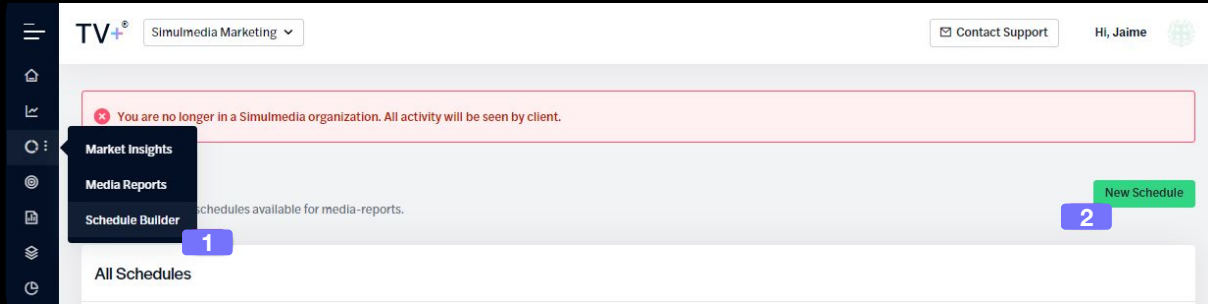 TV+®
Simulmedia Marketing
Contact Support
Hi, Jaime
You are no longer in a Simulmedia organization. All activity will be seen by client.
Market Insights
Media Reports
Schedule Builder
1
schedules available for media-reports.
New Schedule
2
All Schedules